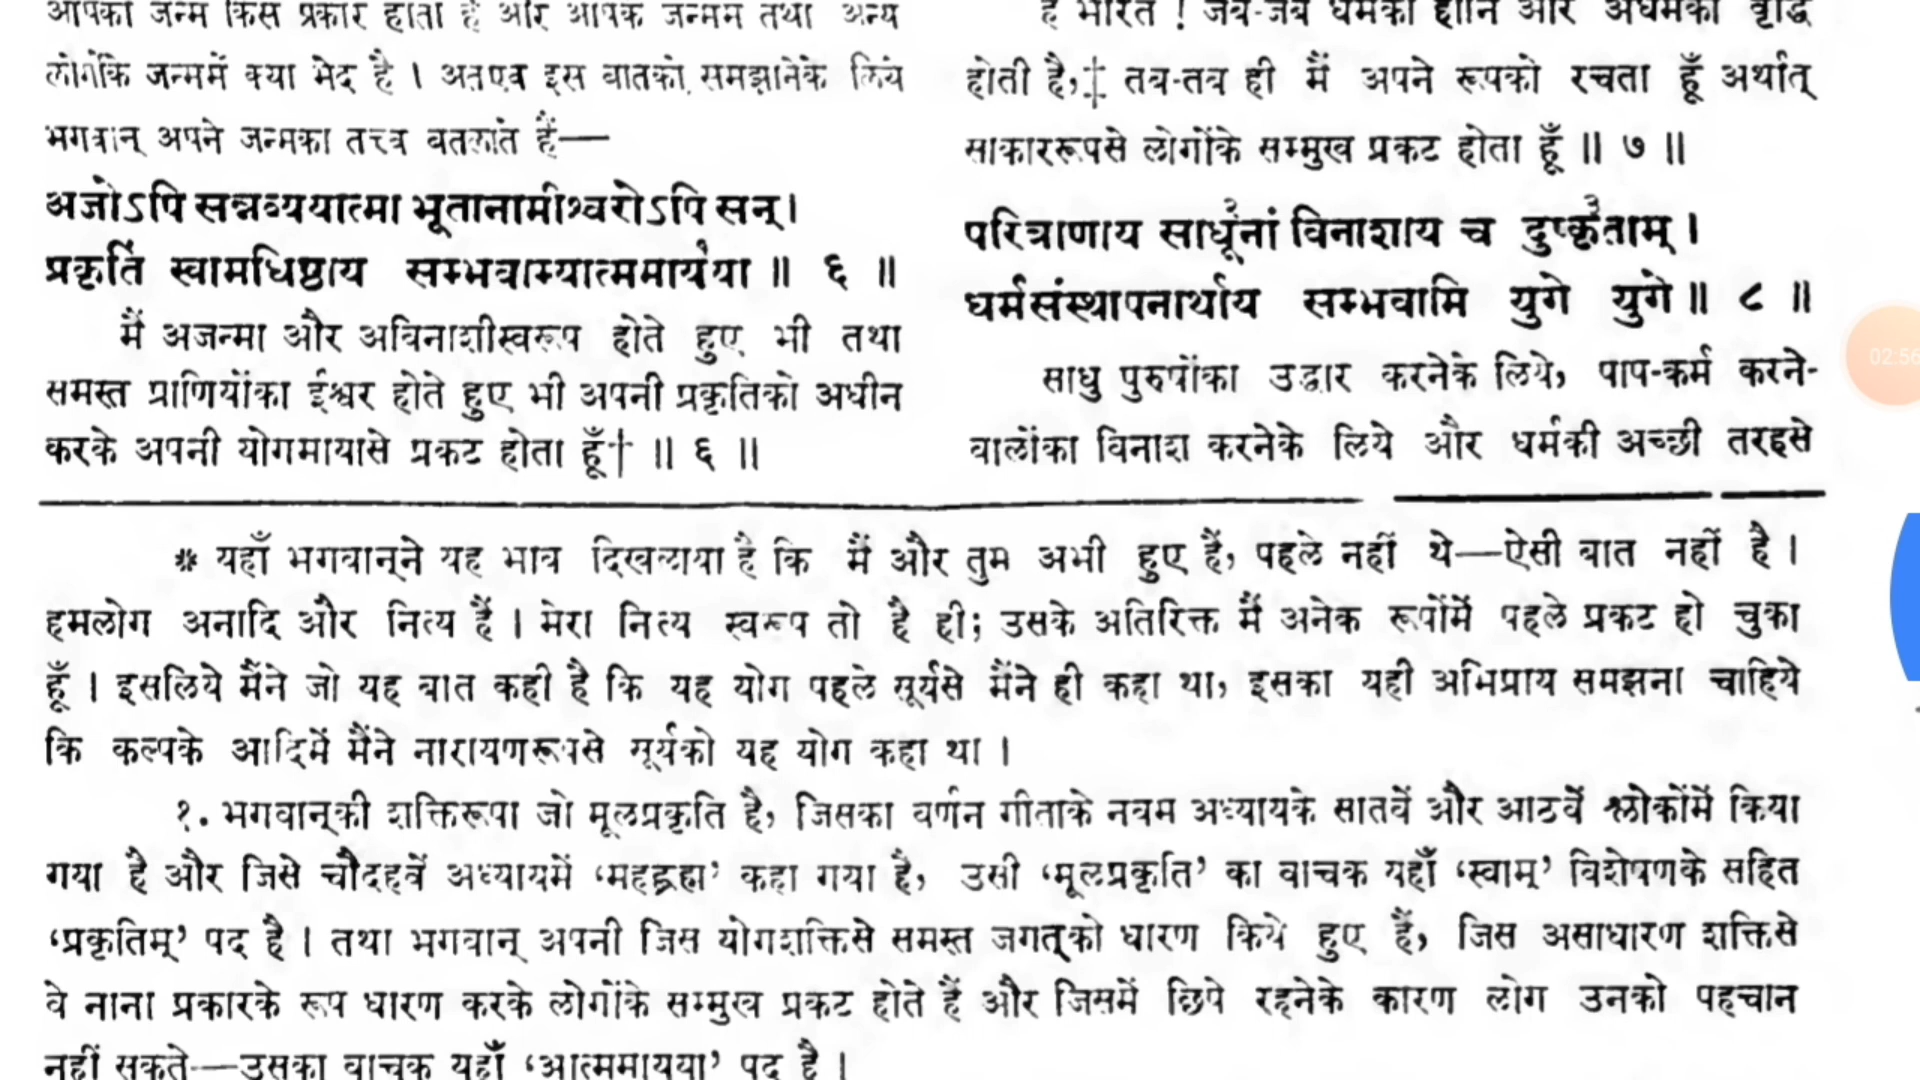 आपका जन्म किस प्रकार होता है और आपके जन्ममें तथा अन्य
लोगोंके जन्ममें क्या भेद है । अतएव इस बातको समझानेके लिये
भगवान् अपने जन्मका तत्त्व बतलाते हैं—
अजोऽपि सन्नव्ययात्मा भूतानामीश्वरोऽपि सन् ।
प्रकृतिं स्वामधिष्ठाय सम्भवाम्यात्ममायया ॥ ६ ॥
मैं अजन्मा और अविनाशीस्वरूप होते हुए भी तथा
समस्त प्राणियोंका ईश्वर होते हुए भी अपनी प्रकृतिको अधीन
करके अपनी योगमायासे प्रकट होता हूँ† ॥ ६ ॥
हे भारत ! जब-जब धर्मकी हानि और अधर्मकी वृद्धि
होती है,‡ तब-तब ही मैं अपने रूपको रचता हूँ अर्थात्
साकाररूपसे लोगोंके सम्मुख प्रकट होता हूँ ॥ ७ ॥
परित्राणाय साधूनां२ विनाशाय च दुष्कृताम्३ ।
धर्मसंस्थापनार्थाय सम्भवामि युगे युगे ॥ ८ ॥
साधु पुरुषोंका उद्धार करनेके लिये, पाप-कर्म करने-
वालोंका विनाश करनेके लिये और धर्मकी अच्छी तरहसे
02:56
* यहाँ भगवान्‌ने यह भाव दिखलाया है कि मैं और तुम अभी हुए हैं, पहले नहीं थे—ऐसी बात नहीं है ।
हमलोग अनादि और नित्य हैं । मेरा नित्य स्वरूप तो है ही; उसके अतिरिक्त मैं अनेक रूपोंमें पहले प्रकट हो चुका
हूँ । इसलिये मैंने जो यह बात कही है कि यह योग पहले सूर्यसे मैंने ही कहा था, इसका यही अभिप्राय समझना चाहिये
कि कल्पके आदिमें मैंने नारायणरूपसे सूर्यको यह योग कहा था ।
१. भगवान्‌की शक्तिरूपा जो मूलप्रकृति है, जिसका वर्णन गीताके नवम अध्यायके सातवें और आठवें श्लोकोंमें किया
गया है और जिसे चौदहवें अध्यायमें ‘महद्ब्रह्म’ कहा गया है, उसी ‘मूलप्रकृति’ का वाचक यहाँ ‘स्वाम्’ विशेषणके सहित
‘प्रकृतिम्’ पद है । तथा भगवान् अपनी जिस योगशक्तिसे समस्त जगत्‌को धारण किये हुए हैं, जिस असाधारण शक्तिसे
वे नाना प्रकारके रूप धारण करके लोगोंके सम्मुख प्रकट होते हैं और जिसमें छिपे रहनेके कारण लोग उनको पहचान
नहीं सकते—उसका वाचक यहाँ ‘आत्ममायया’ पद है ।